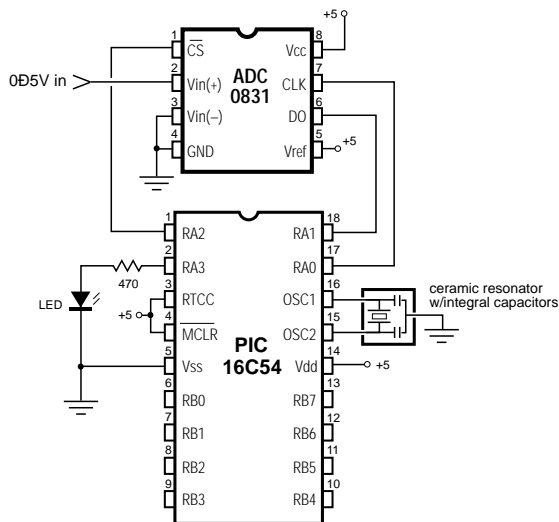 +5
1
CS
8
Vcc
0Ð5V in
2
Vin(+)
ADC
0831
7
CLK
3
Vin(–)
6
DO
4
GND
5
Vref
+5
1
RA2
18
RA1
2
RA3
17
RA0
470
LED
3
RTCC
16
OSC1
ceramic resonator
w/integral capacitors
+5
4
MCLR
15
OSC2
PIC
16C54
5
Vss
14
Vdd
+5
6
RB0
13
RB7
7
RB1
12
RB6
8
RB2
11
RB5
9
RB3
10
RB4